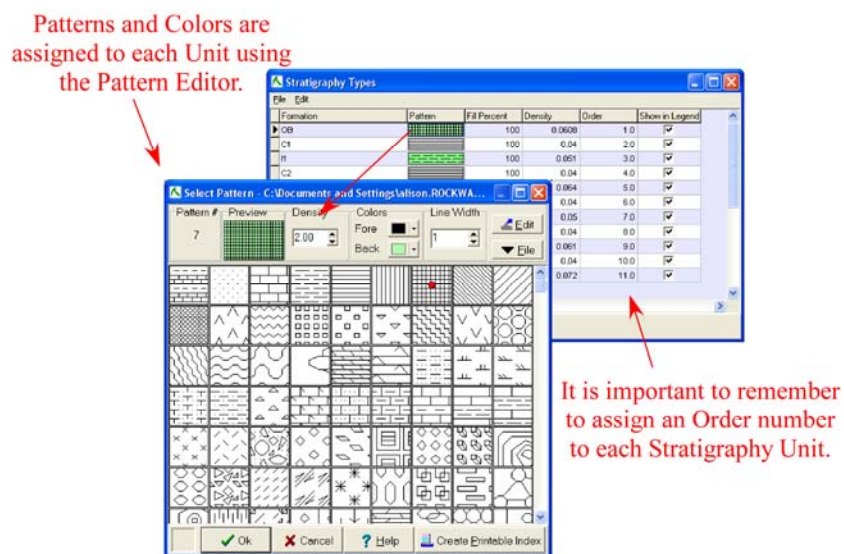 Patterns and Colors are
assigned to each Unit using
the Pattern Editor.
Stratigraphy Types
File Edit
Formation Pattern Fill Percent Density Order Show in Legend
OB 100 0.0608 1.0
C1 100 0.04 2.0
I1 100 0.051 3.0
C2 100 0.04 4.0
0.064 5.0
0.04 6.0
0.05 7.0
0.04 8.0
0.061 9.0
0.04 10.0
0.072 11.0
Select Pattern - C:\Documents and Settings\alison.ROCKWA...
Pattern # Preview Density Colors Line Width
7 2.00 Fore 1 Edit
Back File
Ok Cancel Help Create Printable Index
It is important to remember
to assign an Order number
to each Stratigraphy Unit.